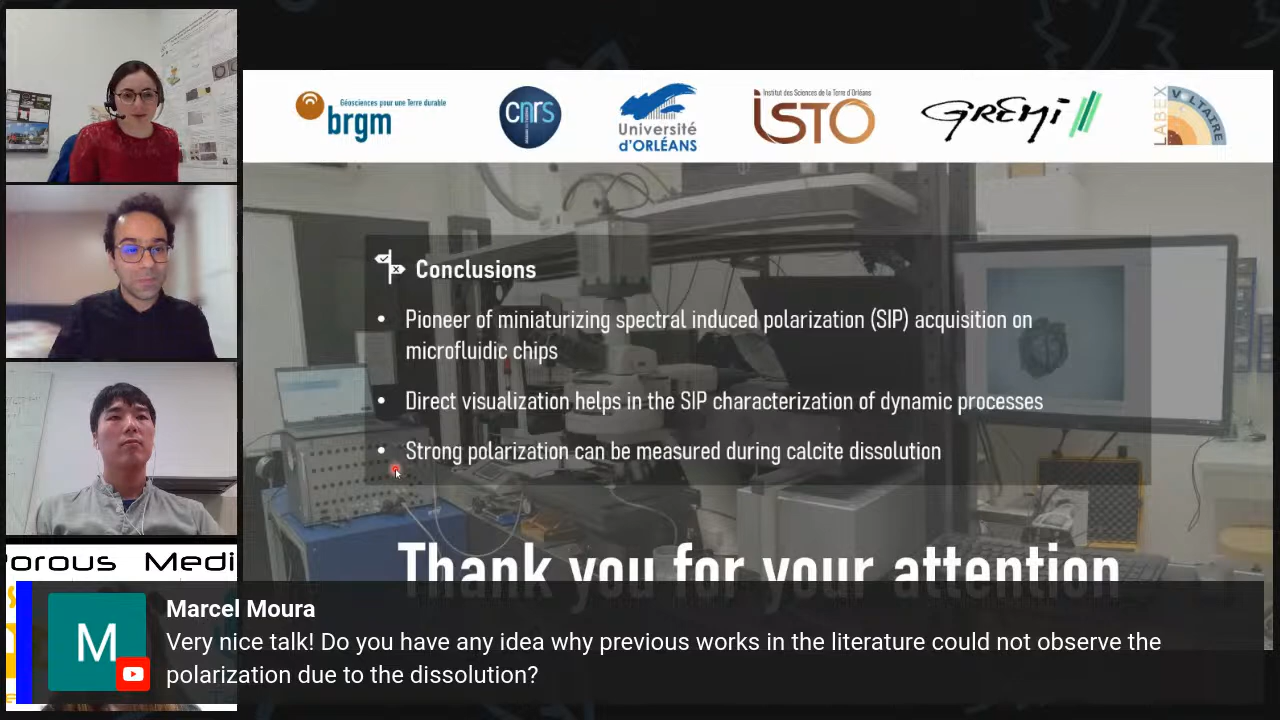 Géosciences pour une Terre durable
brgm
cnrs
Université
d'ORLÉANS
Institut des Sciences de la Terre d'Orléans
iSTO
GREMI
LABEX
VOLTAIRE
Conclusions
• Pioneer of miniaturizing spectral induced polarization (SIP) acquisition on
microfluidic chips
• Direct visualization helps in the SIP characterization of dynamic processes
• Strong polarization can be measured during calcite dissolution
Thank you for your attention
orous Medi
M
Marcel Moura
Very nice talk! Do you have any idea why previous works in the literature could not observe the
polarization due to the dissolution?